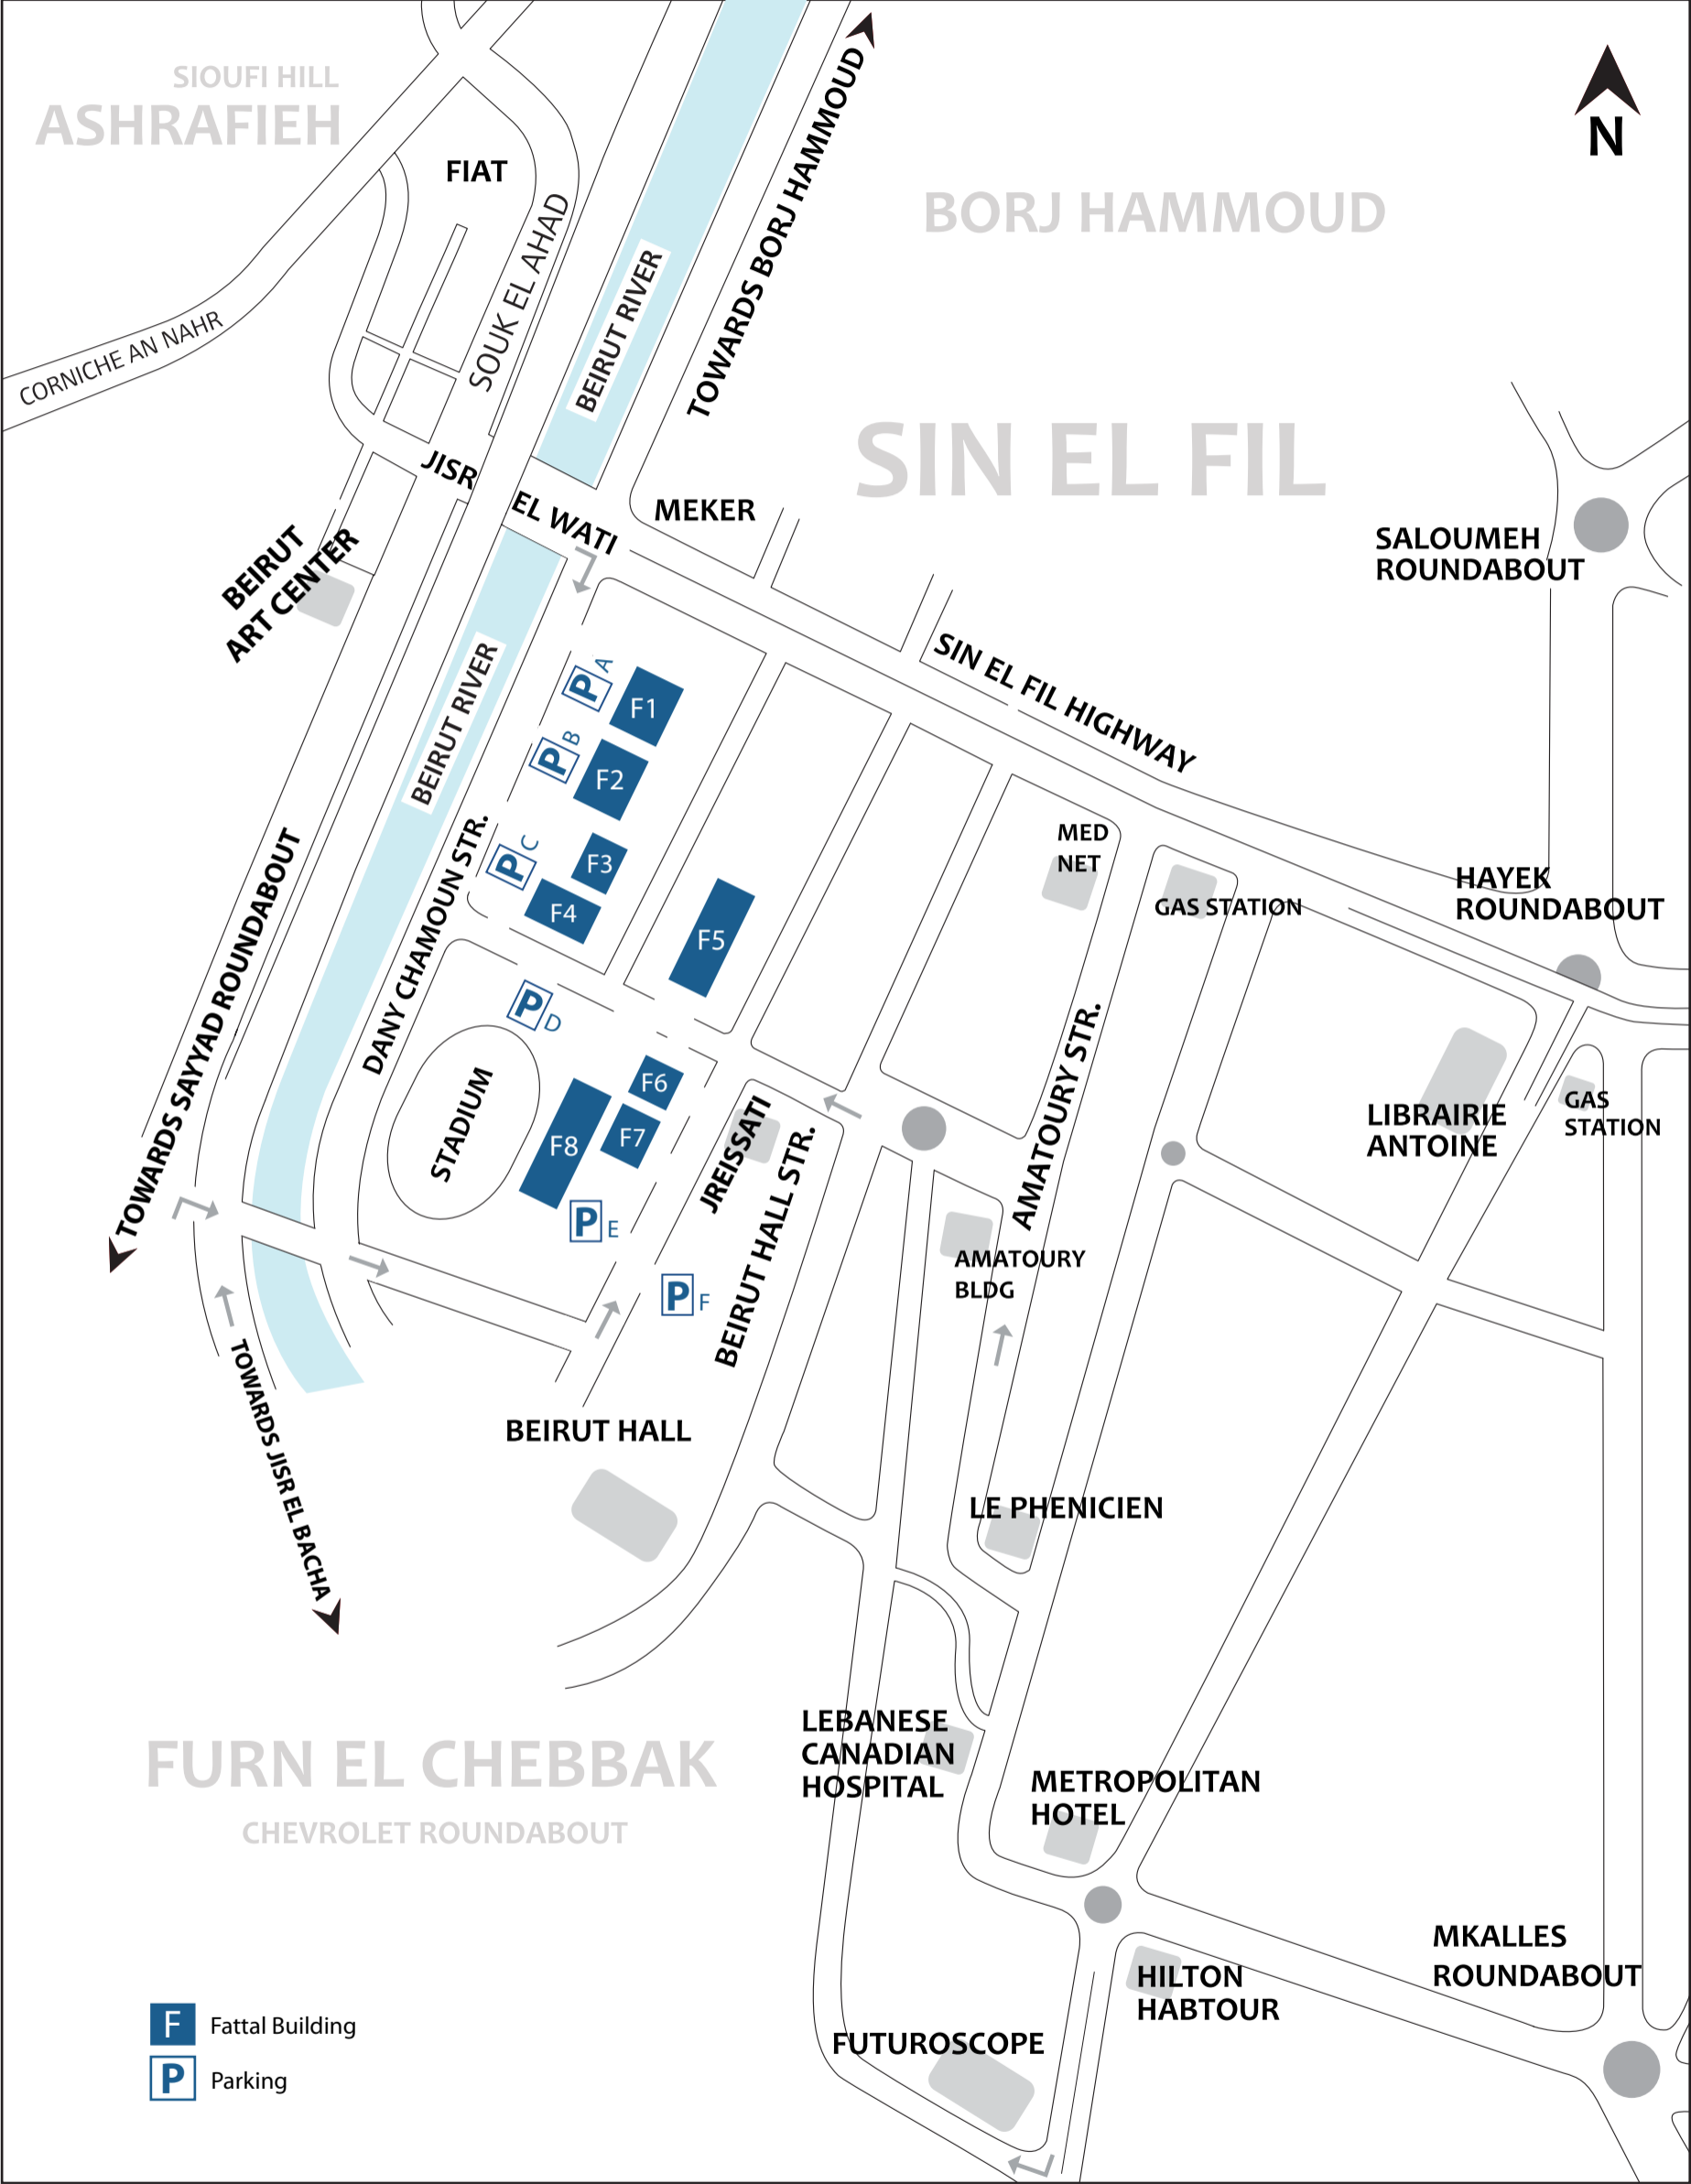 SIOUFI HILL
ASHRAFIEH
FIAT
CORNICHE AN NAHR
SOUK EL AHAD
BEIRUT RIVER
TOWARDS BORJ HAMMOUD
N
BORJ HAMMOUD
SIN EL FIL
JISR
EL WATI
MEKER
SALOUMEH
ROUNDABOUT
BEIRUT
ART CENTER
BEIRUT RIVER
SIN EL FIL HIGHWAY
P A
F1
P B
F2
P C
F3
F4
F5
DANY CHAMOUN STR.
TOWARDS SAYYAD ROUNDABOUT
MED
NET
GAS STATION
HAYEK
ROUNDABOUT
P D
STADIUM
F6
F7
F8
P E
P F
JREISSATI
BEIRUT HALL STR.
AMATOURY STR.
LIBRAIRIE
ANTOINE
GAS
STATION
AMATOURY
BLDG
TOWARDS JISR EL BACHA
BEIRUT HALL
LE PHENICIEN
FURN EL CHEBBAK
CHEVROLET ROUNDABOUT
LEBANESE
CANADIAN
HOSPITAL
METROPOLITAN
HOTEL
MKALLES
ROUNDABOUT
HILTON
HABTOUR
FUTUROSCOPE
F Fattal Building
P Parking